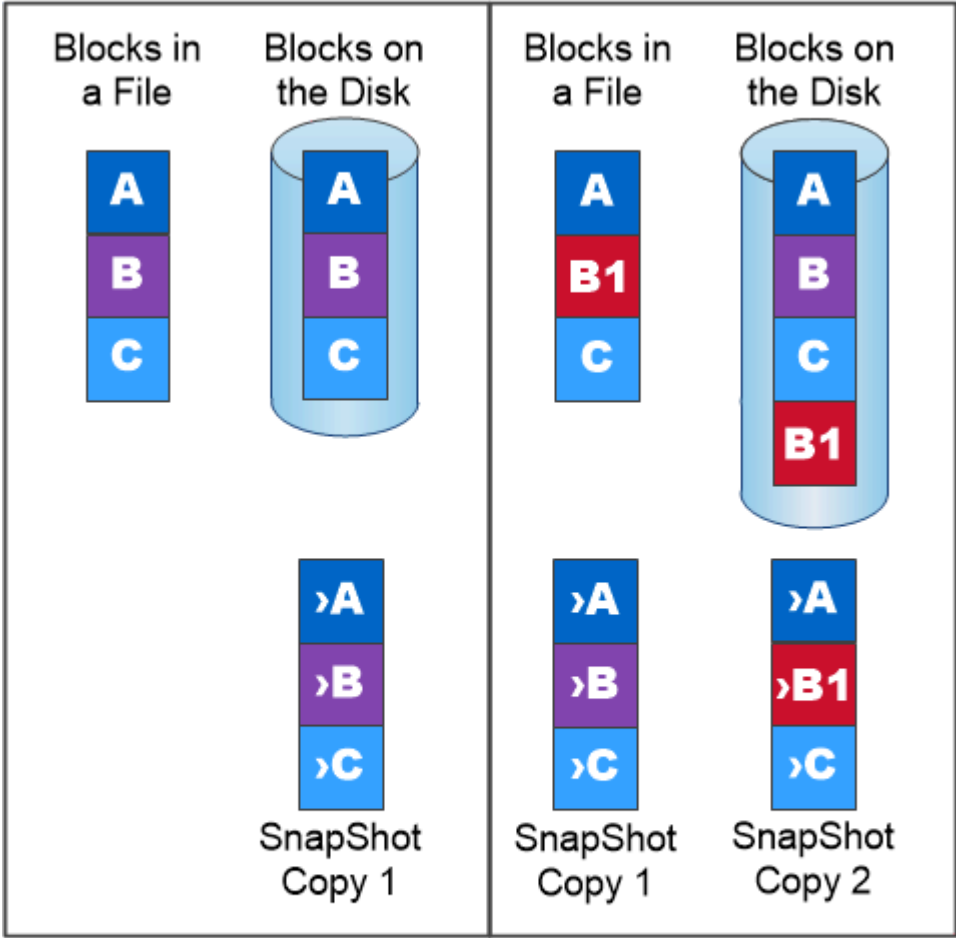 Blocks in
a File
Blocks on
the Disk
A
B
C
A
B
C
›A
›B
›C
SnapShot
Copy 1
Blocks in
a File
Blocks on
the Disk
A
B1
C
A
B
C
B1
›A
›B
›C
SnapShot
Copy 1
›A
›B1
›C
SnapShot
Copy 2